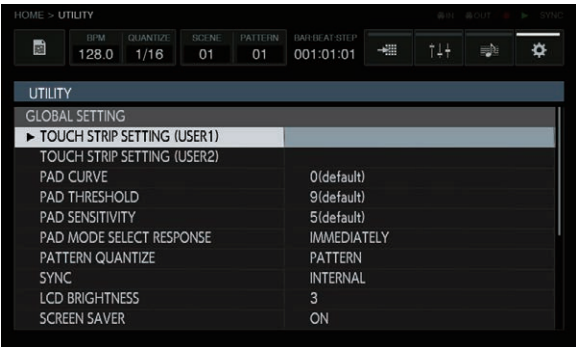 HOME > UTILITY
IN OUT SYNC
BPM QUANTIZE SCENE PATTERN BAR·BEAT·STEP
128.0 1/16 01 01 001:01:01
UTILITY
GLOBAL SETTING
► TOUCH STRIP SETTING (USER1)
TOUCH STRIP SETTING (USER2)
PAD CURVE 0(default)
PAD THRESHOLD 9(default)
PAD SENSITIVITY 5(default)
PAD MODE SELECT RESPONSE IMMEDIATELY
PATTERN QUANTIZE PATTERN
SYNC INTERNAL
LCD BRIGHTNESS 3
SCREEN SAVER ON